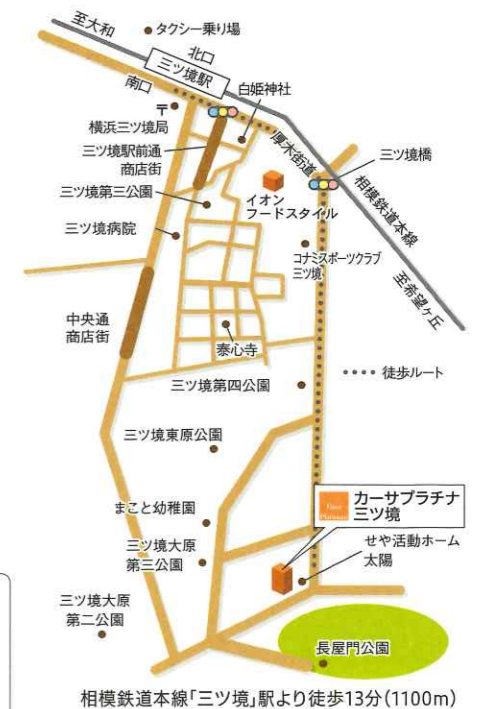 至大和
タクシー乗り場
北口
三ツ境駅
南口
白姫神社
〒
横浜三ツ境局
厚木街道
三ツ境橋
三ツ境駅前通
商店街
三ツ境第三公園
イオン
フードスタイル
相模鉄道本線
三ツ境病院
コナミスポーツクラブ
三ツ境
至希望ヶ丘
中央通
商店街
泰心寺
三ツ境第四公園
徒歩ルート
三ツ境東原公園
カーサプラチナ
三ツ境
まこと幼稚園
せや活動ホーム
太陽
三ツ境大原
第三公園
三ツ境大原
第二公園
長屋門公園
相模鉄道本線「三ツ境」駅より徒歩13分(1100m)